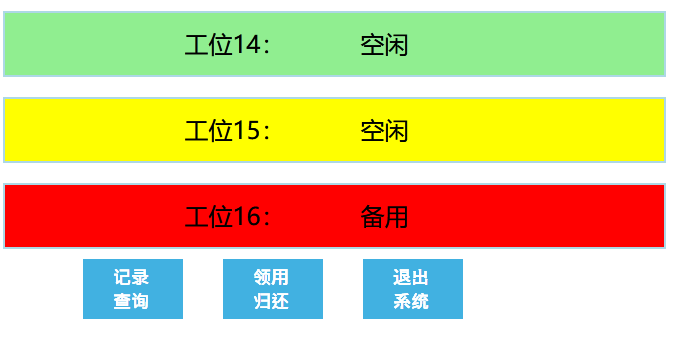 工位14： 空闲
工位15： 空闲
工位16： 备用
记录 领用 退出
查询 归还 系统